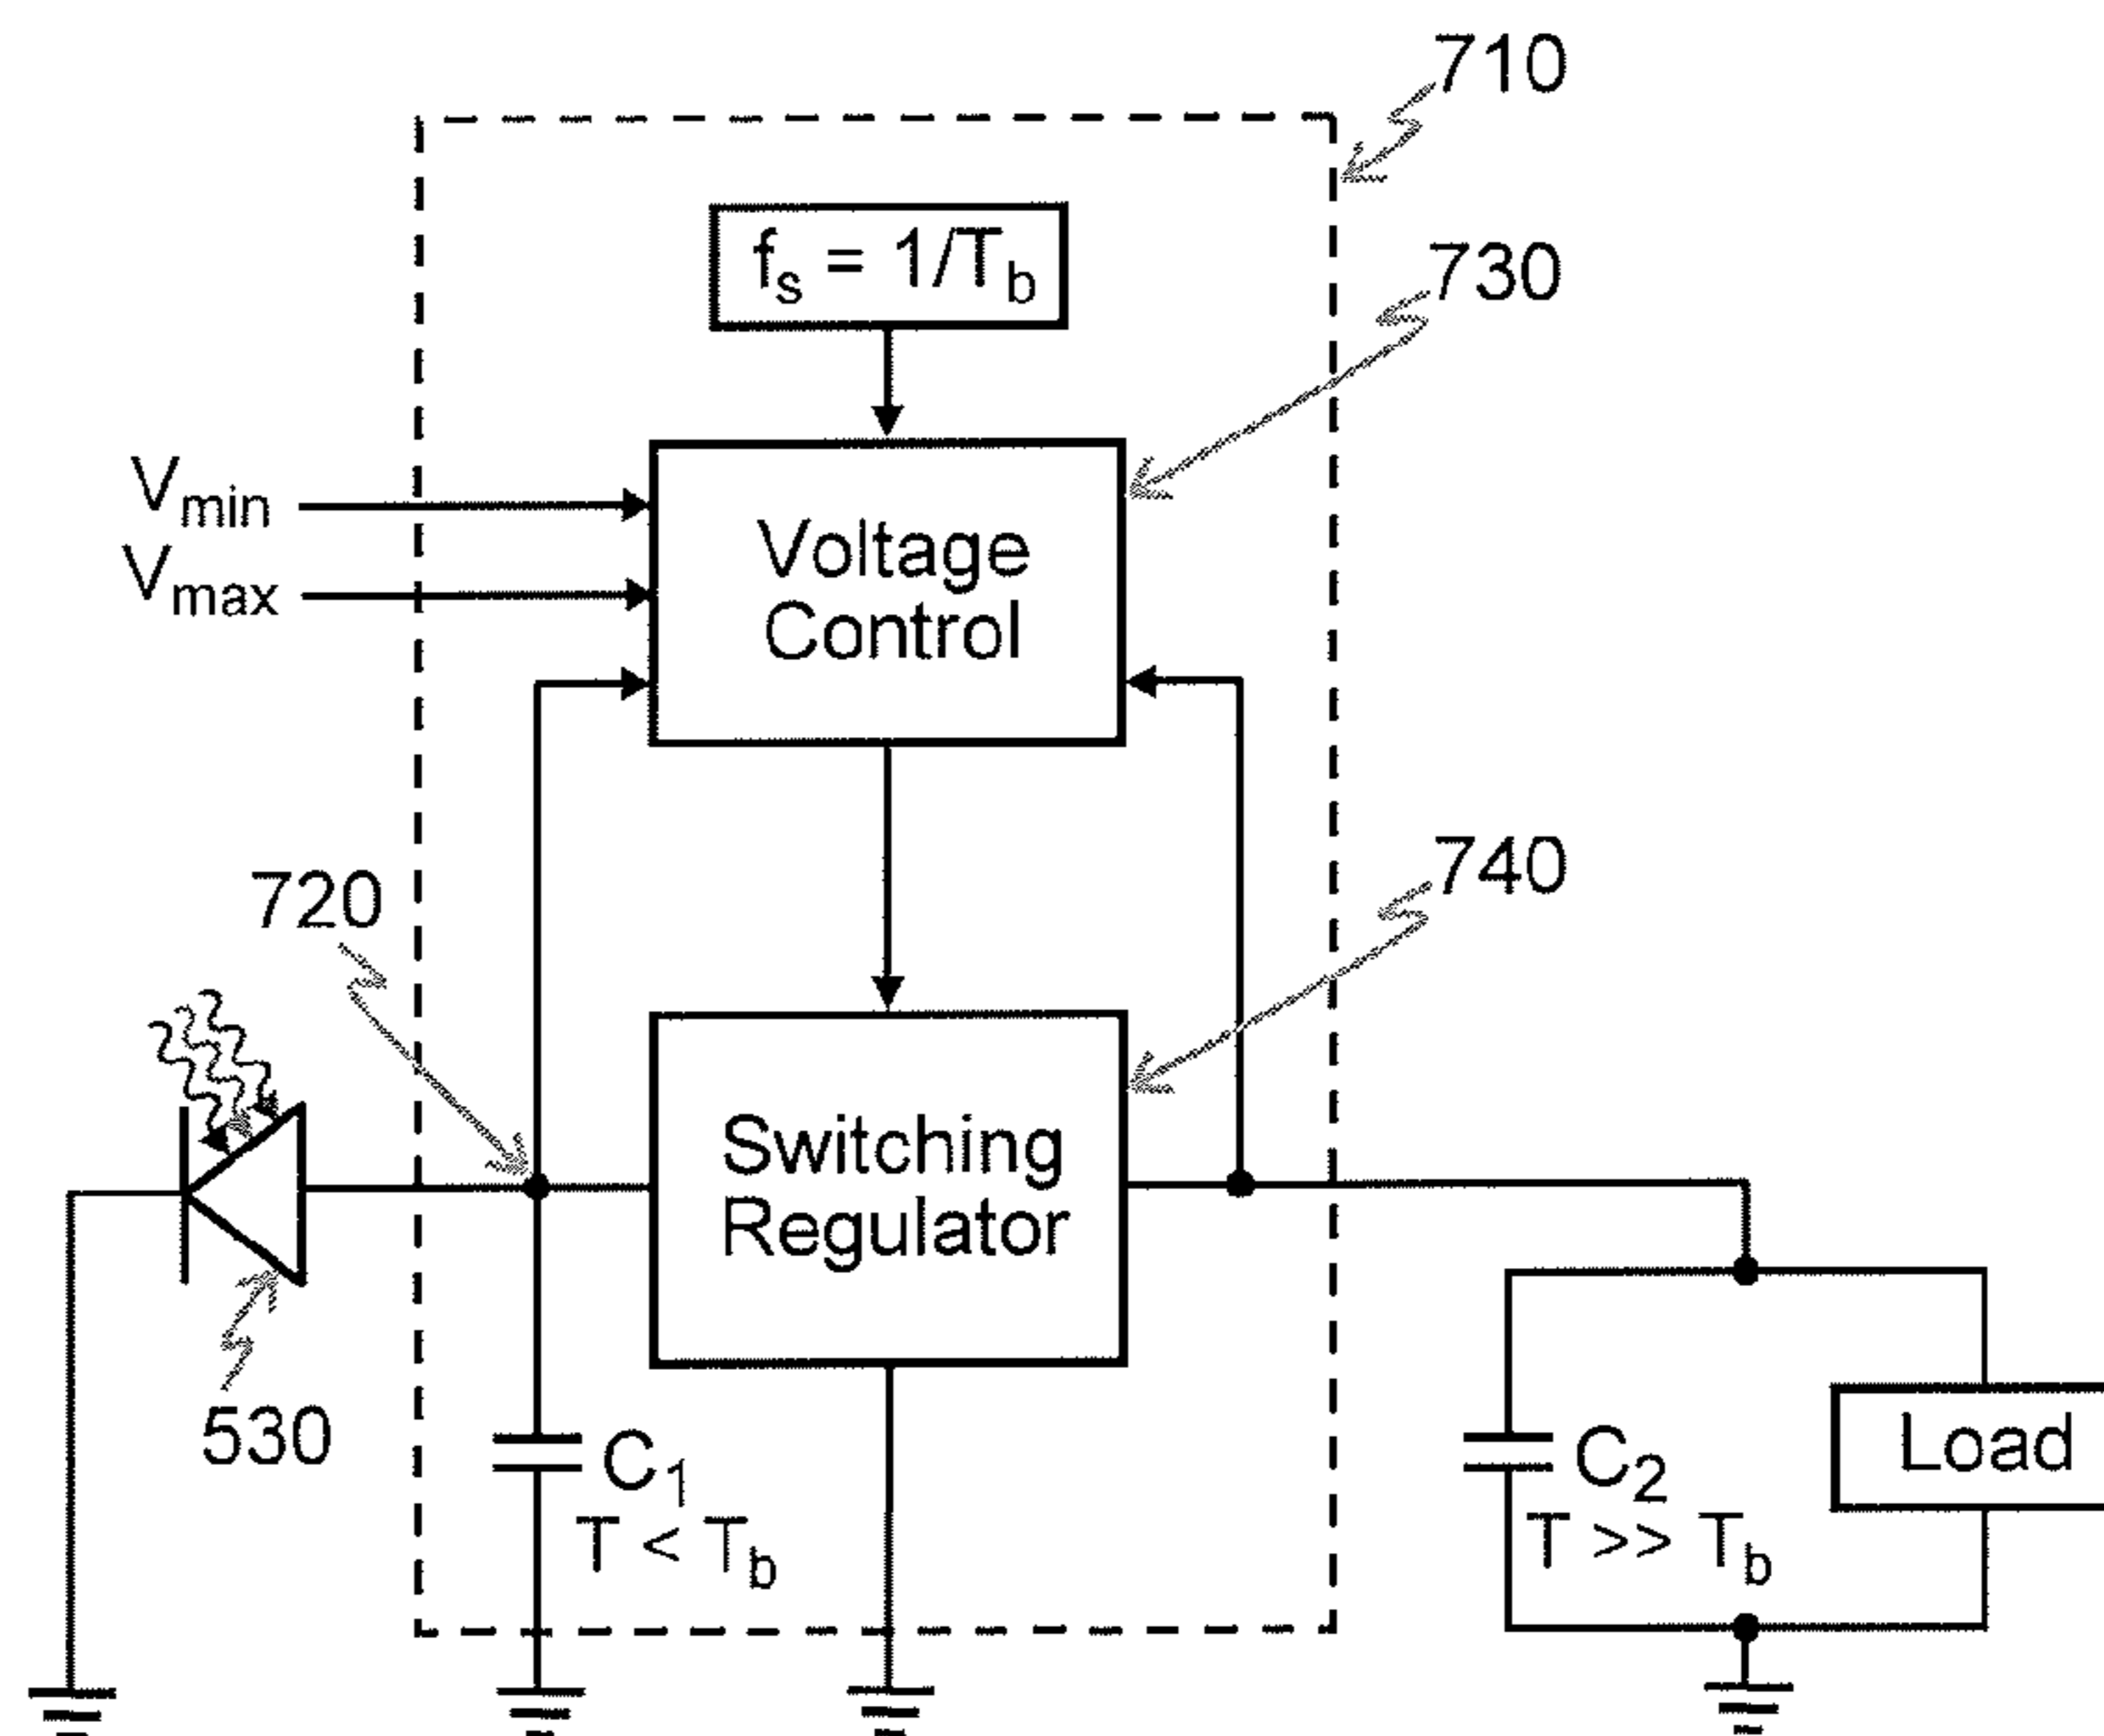 710
f_s = 1/T_b
730
V_min
V_max
Voltage
Control
740
720
Switching
Regulator
530
C_1
T < T_b
C_2
T >> T_b
Load